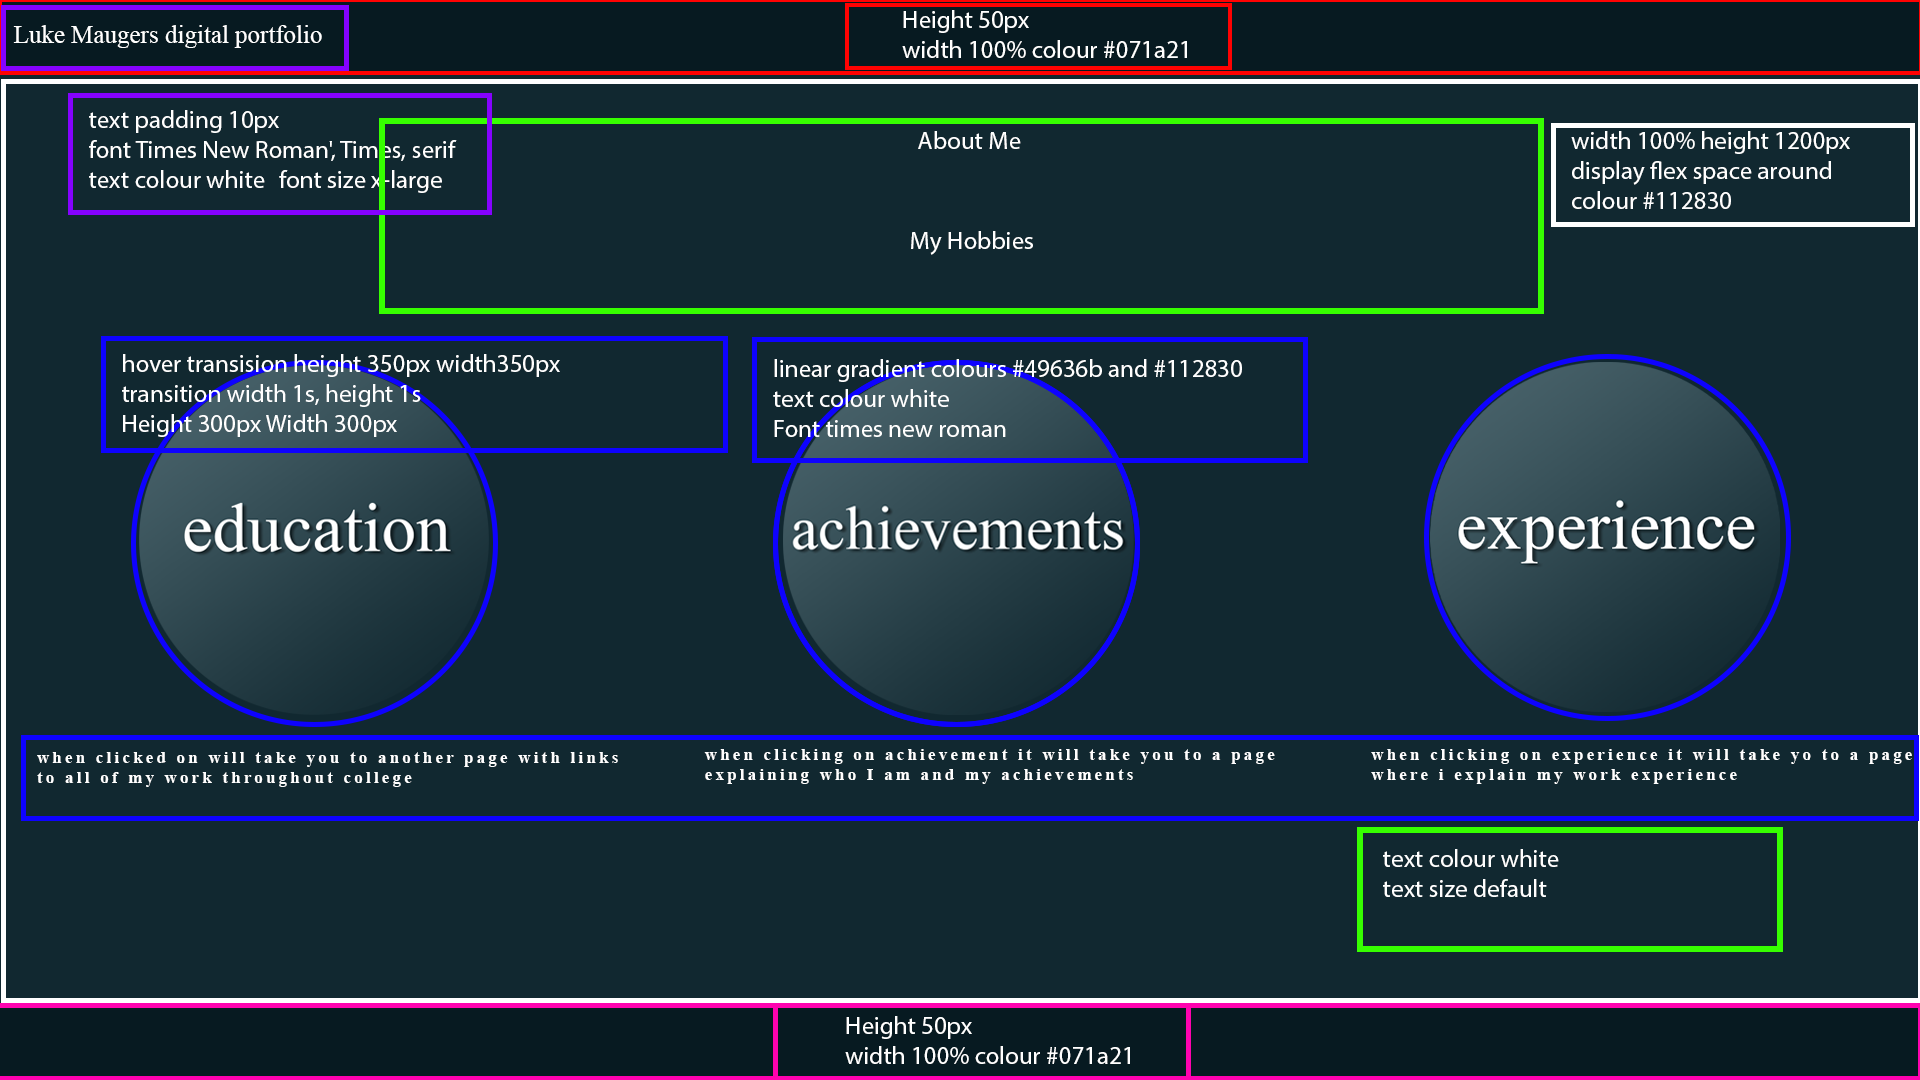 Luke Maugers digital portfolio
Height 50px
width 100% colour #071a21
text padding 10px
font Times New Roman', Times, serif
text colour white font size x-large
About Me
My Hobbies
width 100% height 1200px
display flex space around
colour #112830
hover transision height 350px width350px
transition width 1s, height 1s
Height 300px Width 300px
linear gradient colours #49636b and #112830
text colour white
Font times new roman
education
achievements
experience
when clicked on will take you to another page with links
to all of my work throughout college
when clicking on achievement it will take you to a page
explaining who I am and my achievements
when clicking on experience it will take yo to a page
where i explain my work experience
text colour white
text size default
Height 50px
width 100% colour #071a21